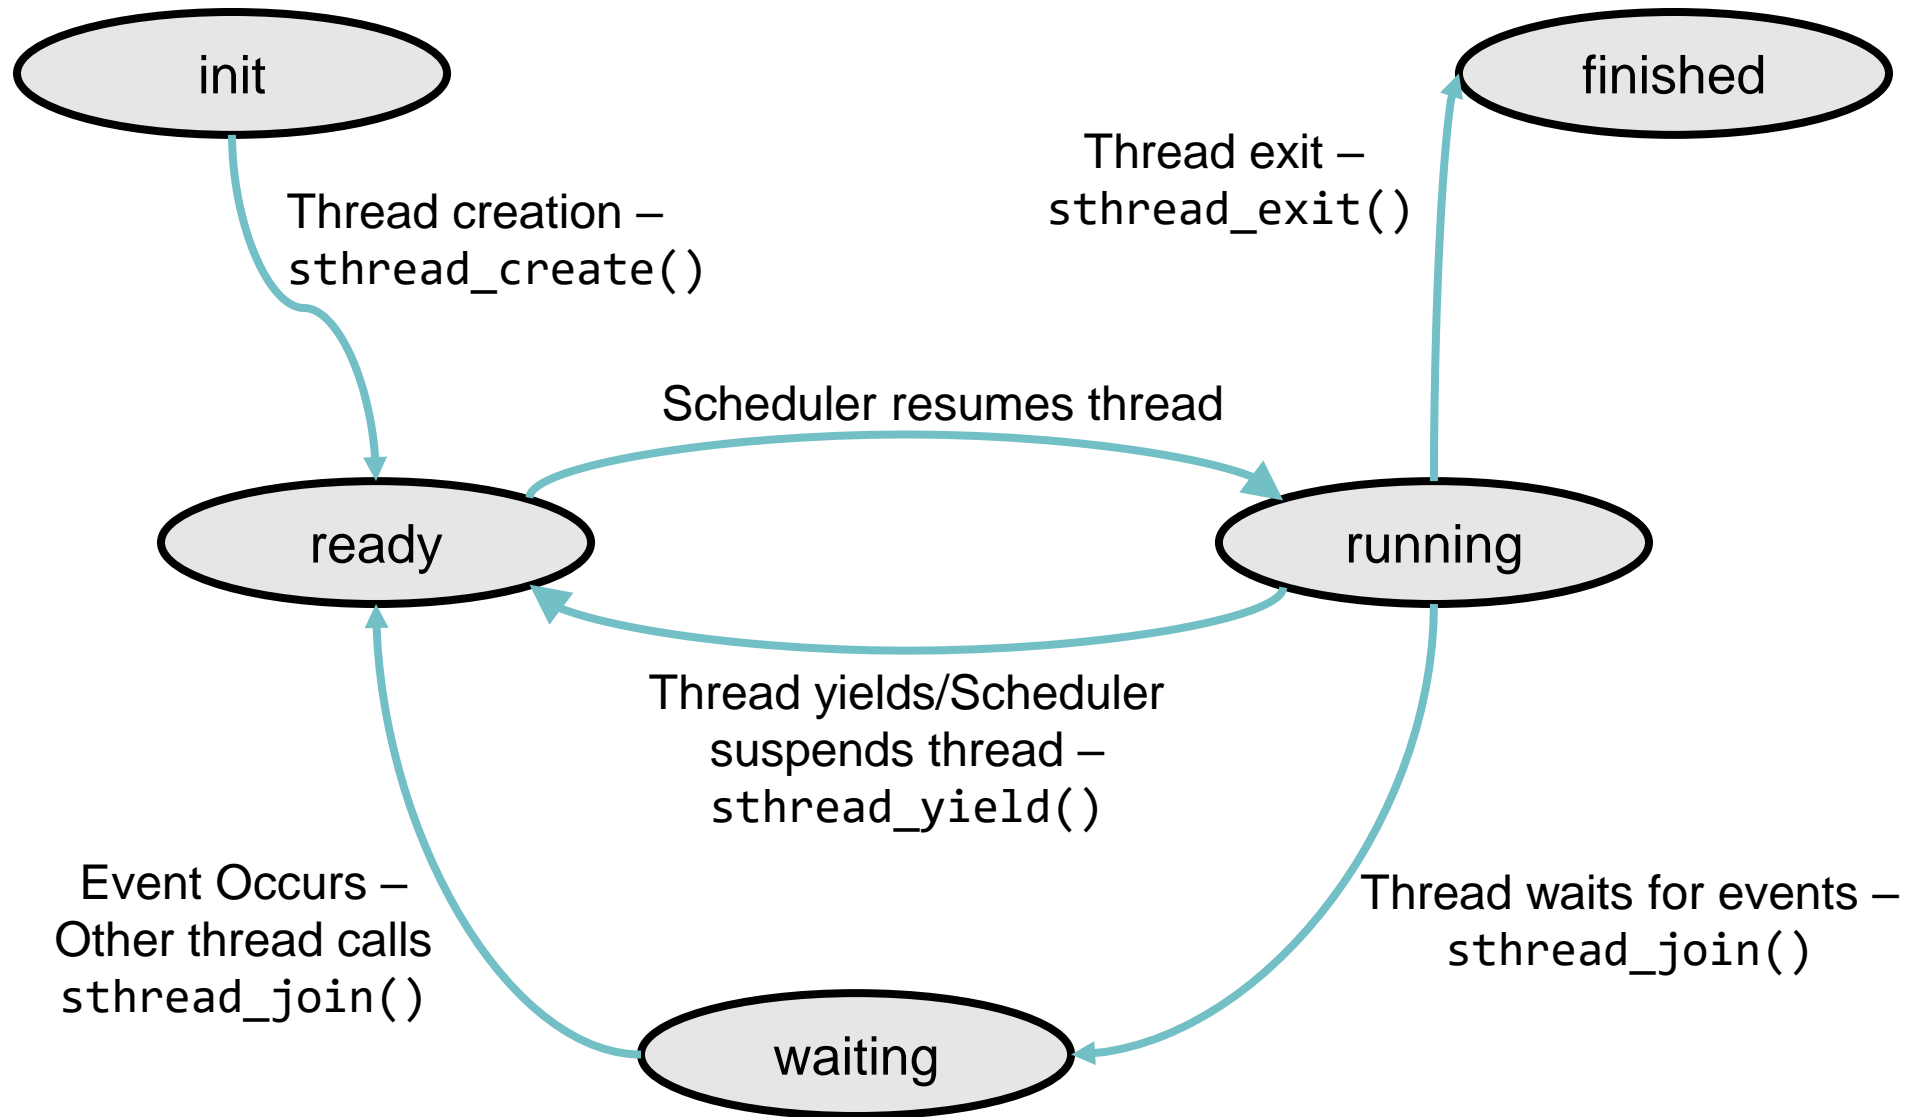 init
finished
Thread exit –
sthread_exit()
Thread creation –
sthread_create()
Scheduler resumes thread
ready
running
Thread yields/Scheduler
suspends thread –
sthread_yield()
Event Occurs –
Other thread calls
sthread_join()
Thread waits for events –
sthread_join()
waiting